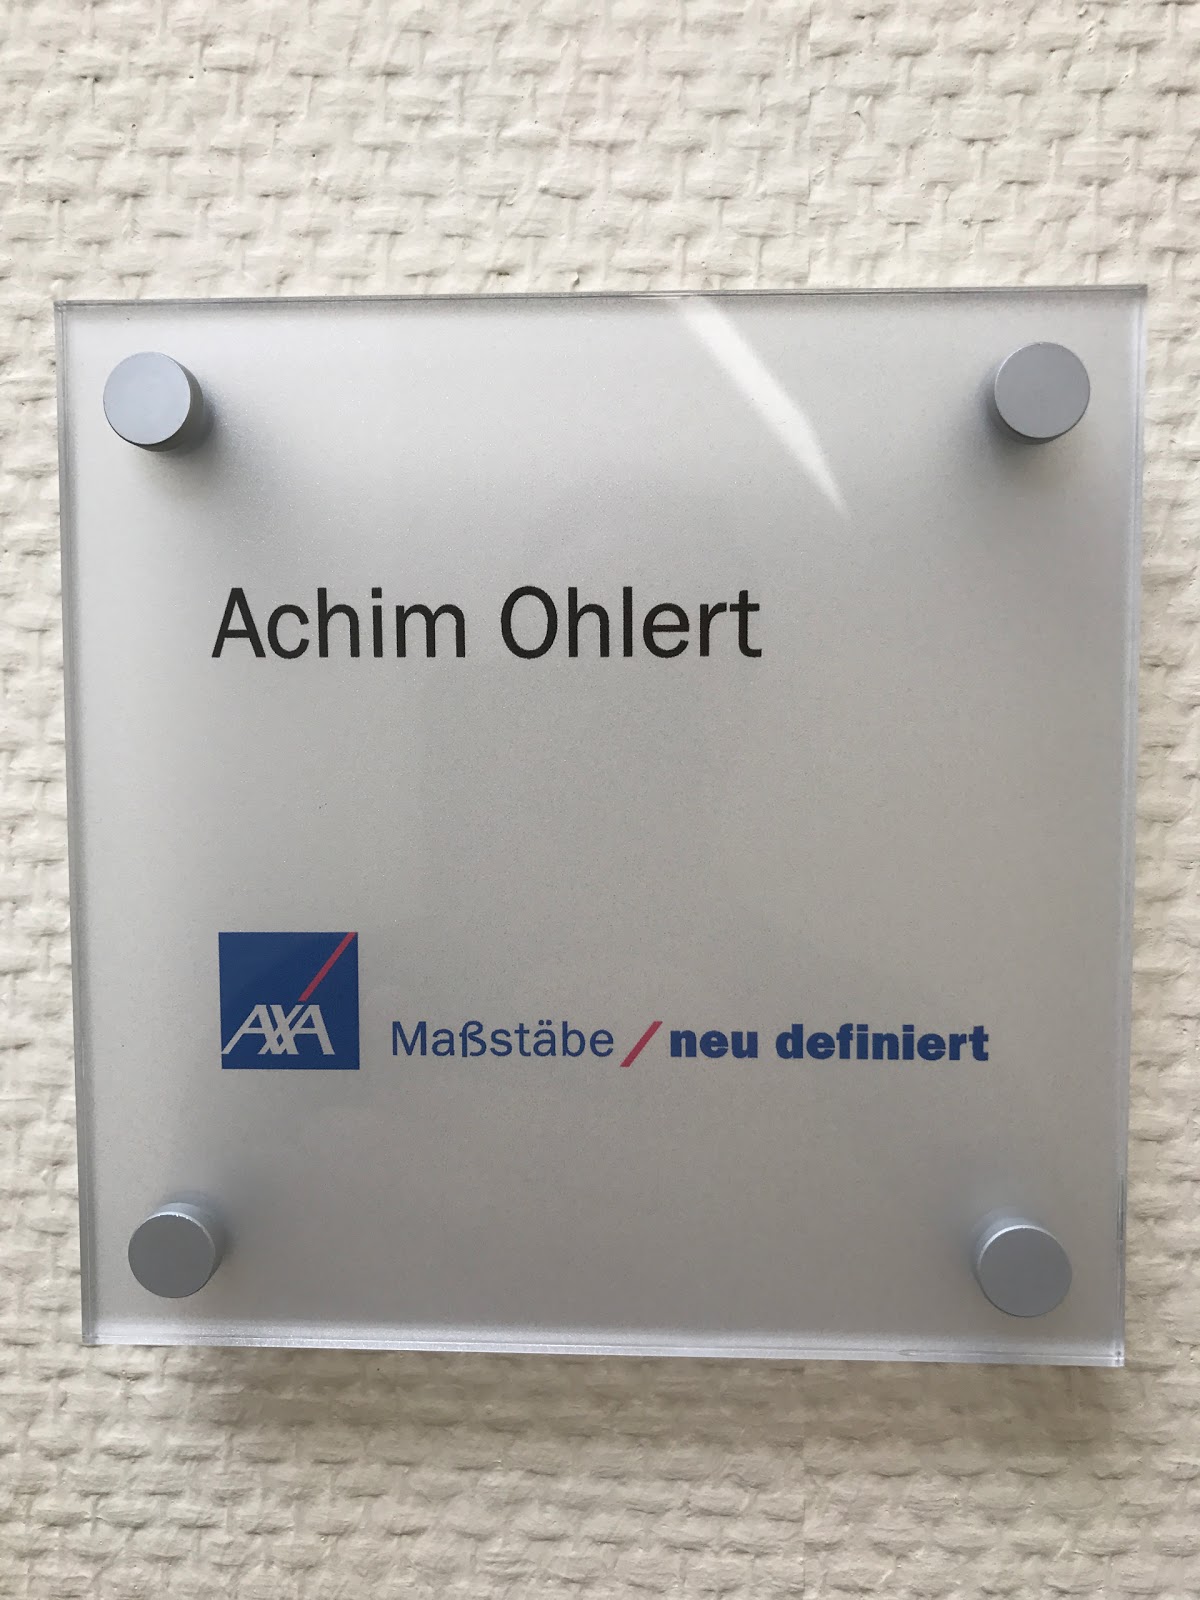 Achim Ohlert
AXA
Maßstäbe / neu definiert